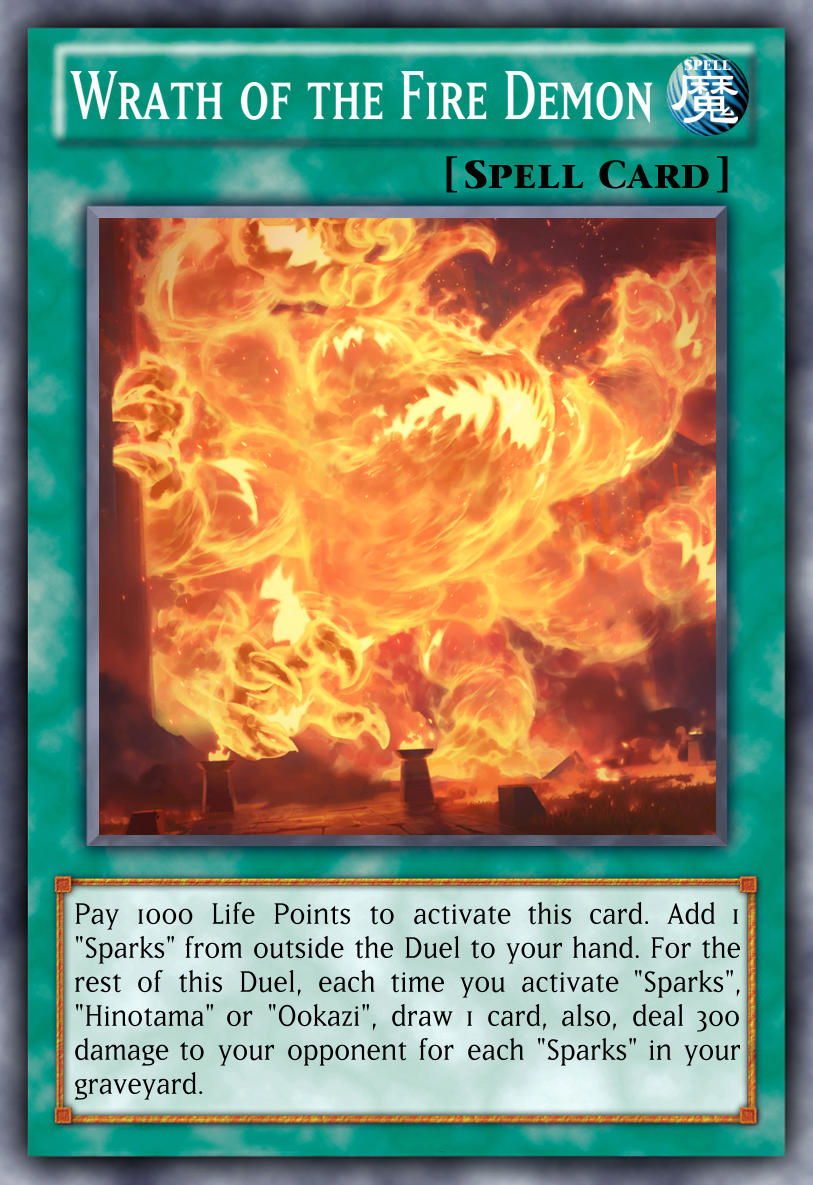 Wrath of the Fire Demon
SPELL
魔
[Spell Card]
Pay 1000 Life Points to activate this card. Add 1
"Sparks" from outside the Duel to your hand. For the
rest of this Duel, each time you activate "Sparks",
"Hinotama" or "Ookazi", draw 1 card, also, deal 300
damage to your opponent for each "Sparks" in your
graveyard.